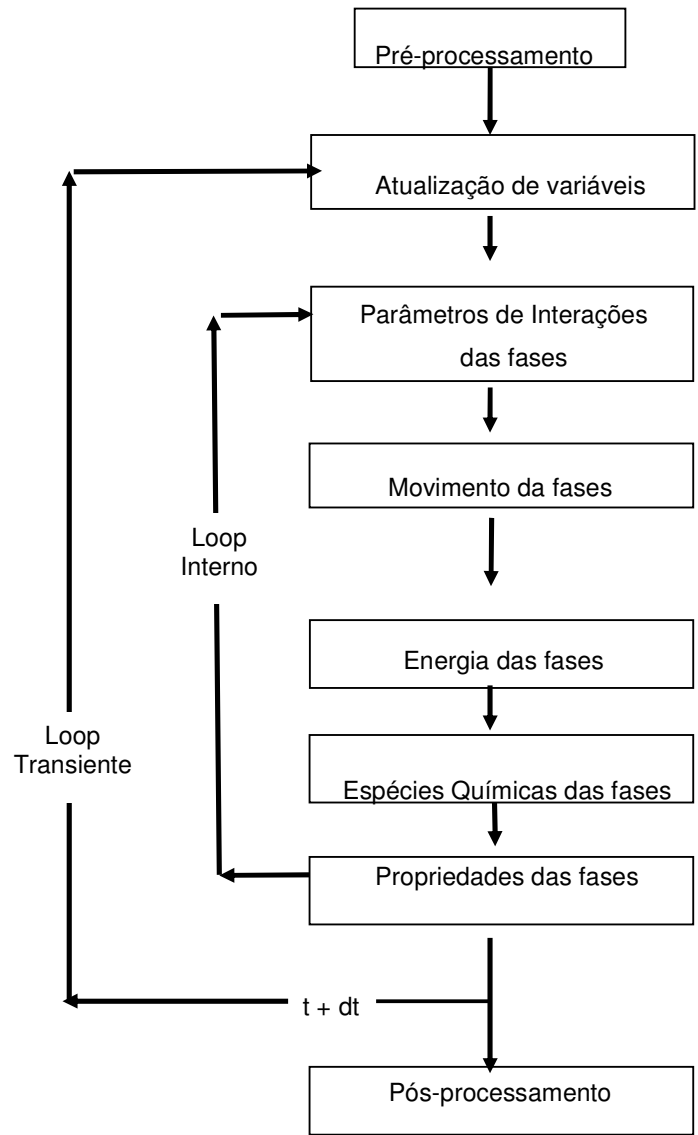 Pré-processamento
Atualização de variáveis
Parâmetros de Interações
das fases
Movimento da fases
Loop
Interno
Energia das fases
Loop
Transiente
Espécies Químicas das fases
Propriedades das fases
t + dt
Pós-processamento